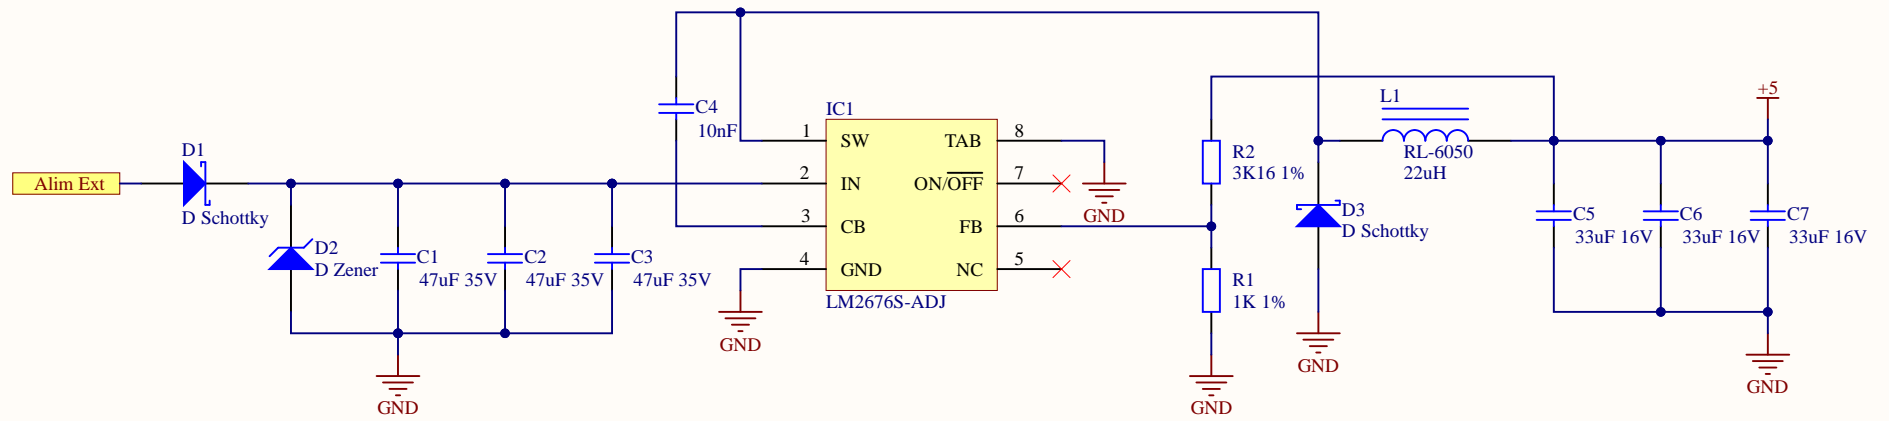 Alim Ext
D1
D Schottky
D2
D Zener
C1
47uF 35V
C2
47uF 35V
C3
47uF 35V
GND
C4
10nF
IC1
1
SW
2
IN
3
CB
4
GND
TAB
8
ON/OFF
7
FB
6
NC
5
LM2676S-ADJ
GND
GND
R2
3K16 1%
R1
1K 1%
GND
D3
D Schottky
GND
L1
RL-6050
22uH
C5
33uF 16V
C6
33uF 16V
C7
33uF 16V
+5
GND